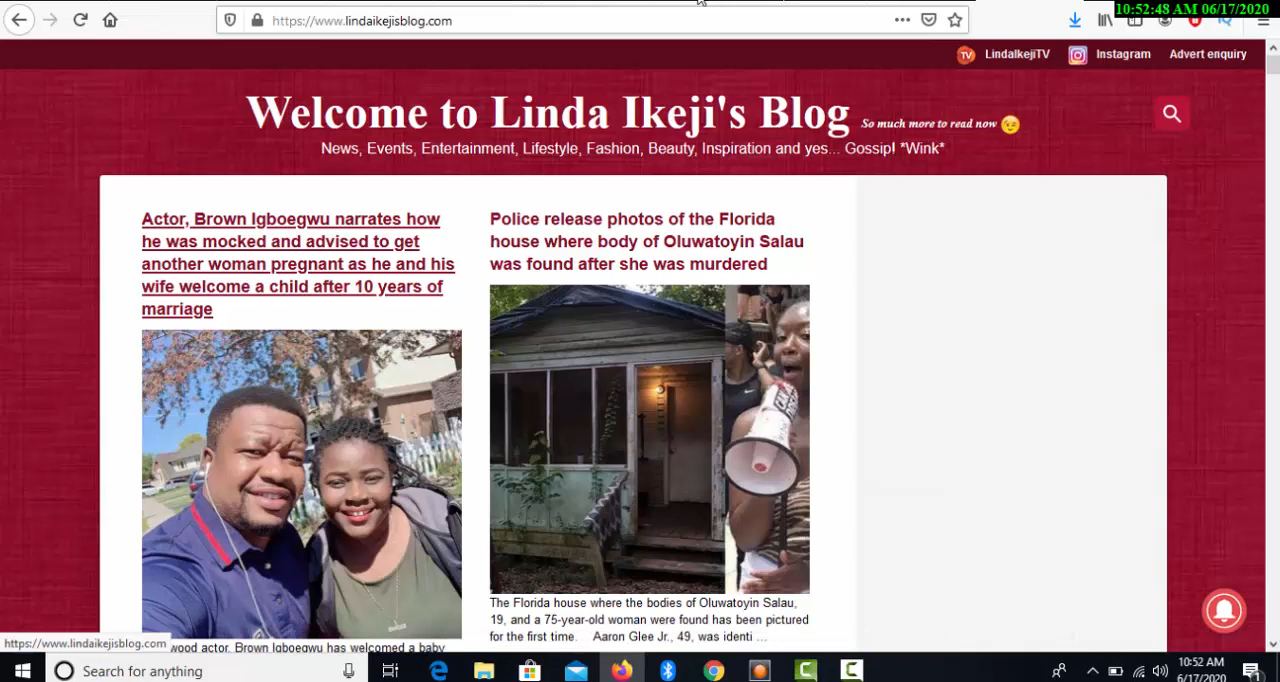 https://www.lindaikejisblog.com
10:52:48 AM 06/17/2020
TV LindaIkejiTV Instagram Advert enquiry
Welcome to Linda Ikeji's Blog So much more to read now
News, Events, Entertainment, Lifestyle, Fashion, Beauty, Inspiration and yes... Gossip! *Wink*
Actor, Brown Igboegwu narrates how
he was mocked and advised to get
another woman pregnant as he and his
wife welcome a child after 10 years of
marriage
Police release photos of the Florida
house where body of Oluwatoyin Salau
was found after she was murdered
The Florida house where the bodies of Oluwatoyin Salau,
19, and a 75-year-old woman were found has been pictured
for the first time. Aaron Glee Jr., 49, was identi ...
https://www.lindaikejisblog.com
wood actor, Brown Igboegwu has welcomed a baby
Search for anything
10:52 AM
6/17/2020
1